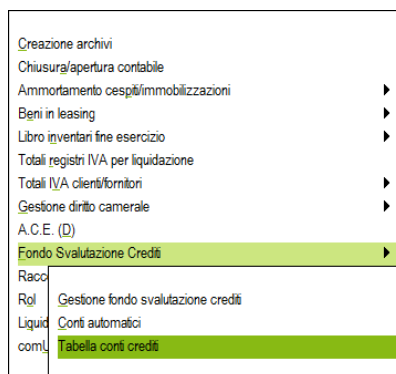 Creazione archivi
Chiusura/apertura contabile
Ammortamento cespiti/immobilizzazioni
Beni in leasing
Libro inventari fine esercizio
Totali registri IVA per liquidazione
Totali IVA clienti/fornitori
Gestione diritto camerale
A.C.E. (D)
Fondo Svalutazione Crediti
Racc
Rol
Gestione fondo svalutazione crediti
Liquid
Conti automatici
comU
Tabella conti crediti